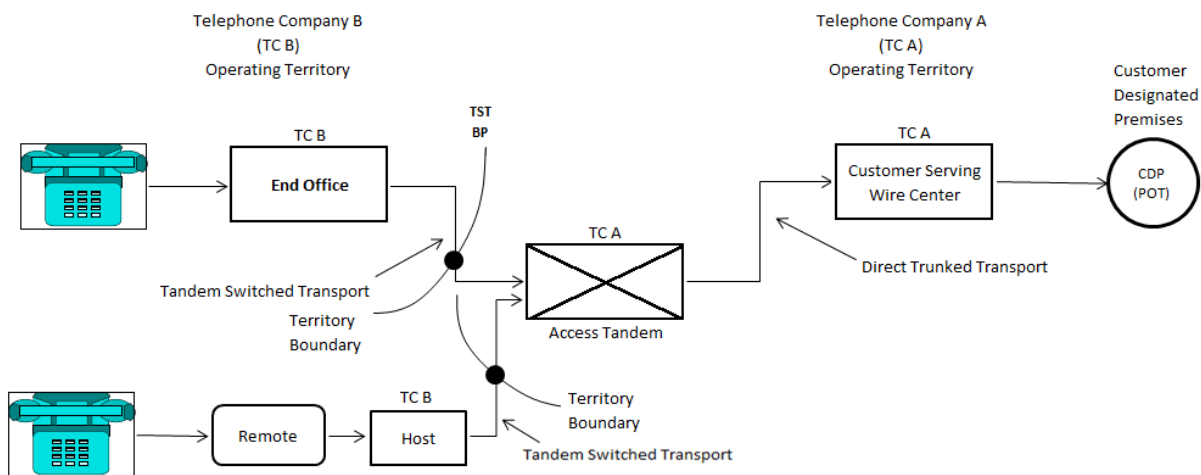 Telephone Company B
(TC B)
Operating Territory
Telephone Company A
(TC A)
Operating Territory
Customer
Designated
Premises
TST
BP
TC B
End Office
TC A
Customer Serving
Wire Center
CDP
(POT)
Tandem Switched Transport
Territory
Boundary
TC A
Access Tandem
Direct Trunked Transport
Remote
TC B
Host
Territory
Boundary
Tandem Switched Transport